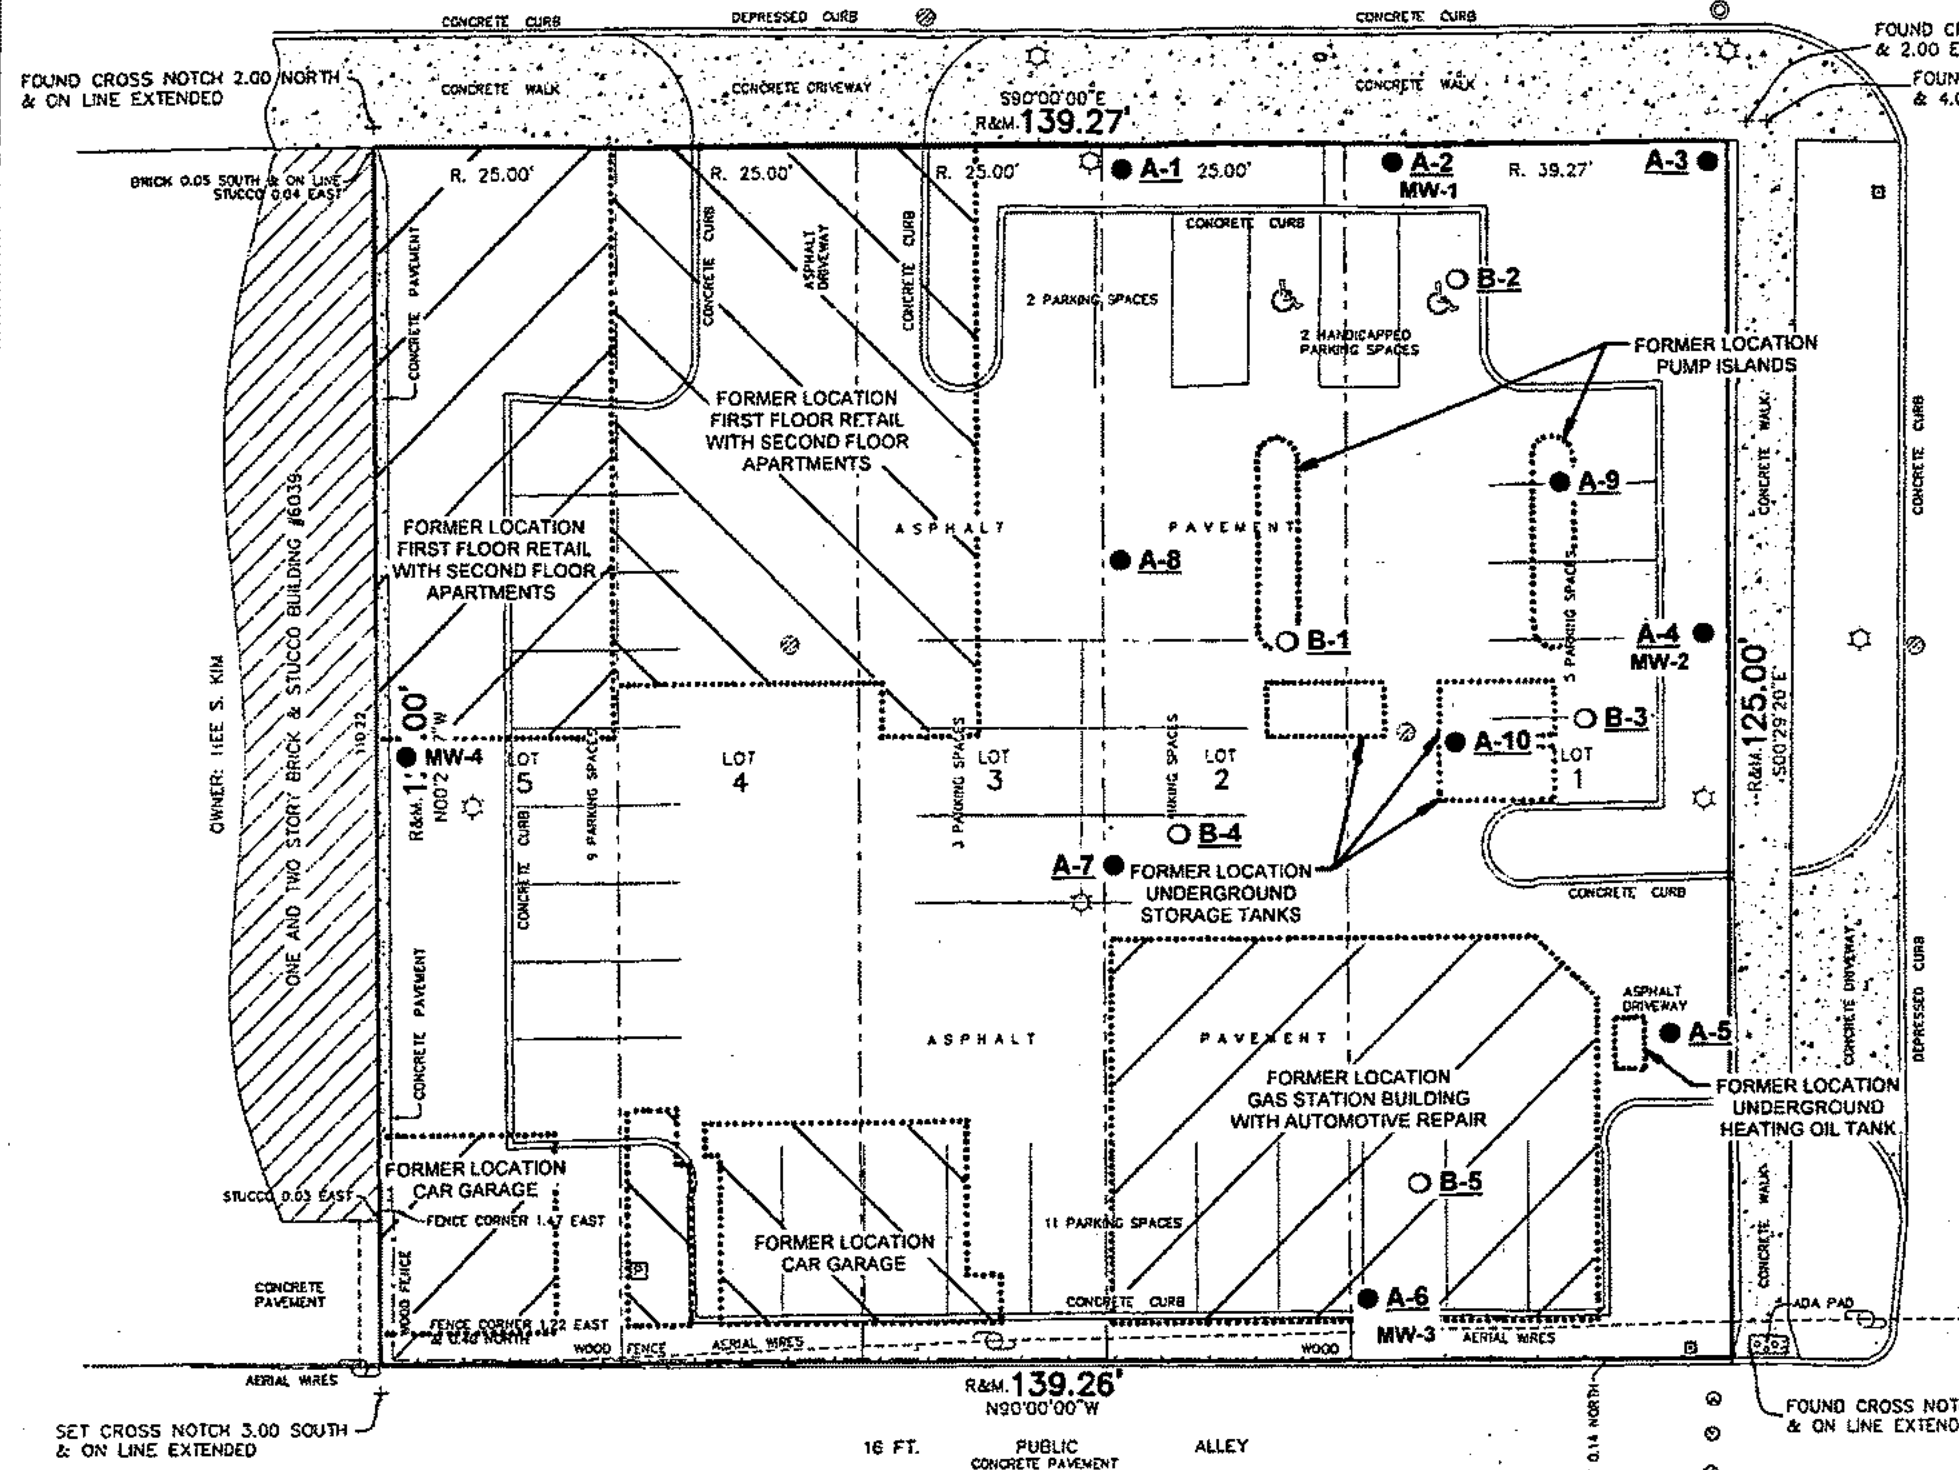 CONCRETE CURB
DEPRESSED CURB
CONCRETE CURB
FOUND CROSS NOTCH 2.00 NORTH
& ON LINE EXTENDED
CONCRETE WALK
CONCRETE DRIVEWAY
S90°00'00"E
R&M. 139.27'
CONCRETE WALK
& 2.00 E
BRICK 0.05 SOUTH & ON LINE
STUCCO 0.04 EAST
R. 25.00'
R. 25.00'
R. 25.00'
A-1
25.00'
A-2
MW-1
R. 39.27'
A-3
CONCRETE PAVEMENT
CONCRETE CURB
ASPHALT
DRIVEWAY
CONCRETE CURB
CONCRETE CURB
2 PARKING SPACES
B-2
2 HANDICAPPED
PARKING SPACES
FORMER LOCATION
PUMP ISLANDS
FORMER LOCATION
FIRST FLOOR RETAIL
WITH SECOND FLOOR
APARTMENTS
CONCRETE WALK
CONCRETE CURB
A-9
FORMER LOCATION
FIRST FLOOR RETAIL
WITH SECOND FLOOR
APARTMENTS
ASPHALT
PAVEMENT
A-8
5 PARKING SPACES
B-1
A-4
MW-2
OWNER: HEE S. KIM
ONE AND TWO STORY BRICK & STUCCO BUILDING #6039
R&M. 125.00'
S00°29'20"E
B-3
A-10
MW-4
LOT
5
9 PARKING SPACES
LOT
4
3 PARKING SPACES
LOT
3
LOT
2
LOT
1
CONCRETE CURB
B-4
A-7
FORMER LOCATION
UNDERGROUND
STORAGE TANKS
CONCRETE CURB
CONCRETE PAVEMENT
ASPHALT
PAVEMENT
ASPHALT
DRIVEWAY
A-5
CONCRETE DRIVEWAY
DEPRESSED CURB
FORMER LOCATION
GAS STATION BUILDING
WITH AUTOMOTIVE REPAIR
FORMER LOCATION
UNDERGROUND
HEATING OIL TANK
FORMER LOCATION
CAR GARAGE
STUCCO 0.03 EAST
FENCE CORNER 1.47 EAST
B-5
11 PARKING SPACES
FORMER LOCATION
CAR GARAGE
CONCRETE WALK
CONCRETE
PAVEMENT
WOOD FENCE
P
CONCRETE CURB
A-6
MW-3
ADA PAD
FENCE CORNER 1.22 EAST
WOOD FENCE
AERIAL WIRES
WOOD
AERIAL WIRES
AERIAL WIRES
R&M. 139.26'
N90°00'00"W
0.14 NORTH
SET CROSS NOTCH 3.00 SOUTH
& ON LINE EXTENDED
FOUND CROSS NOT
& ON LINE EXTEND
16 FT. PUBLIC ALLEY
CONCRETE PAVEMENT